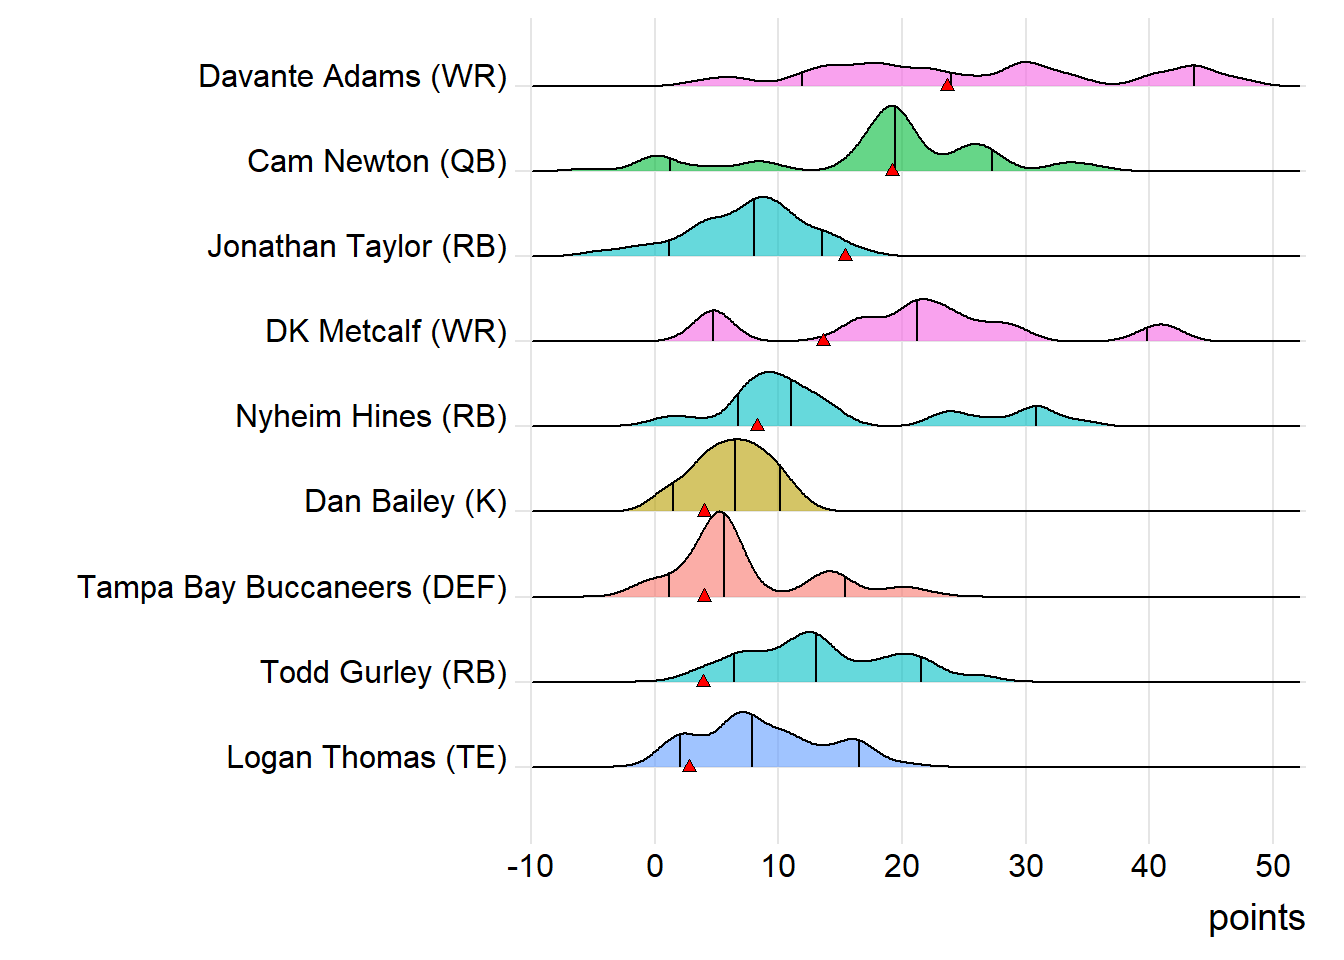 Davante Adams (WR)
Cam Newton (QB)
Jonathan Taylor (RB)
DK Metcalf (WR)
Nyheim Hines (RB)
Dan Bailey (K)
Tampa Bay Buccaneers (DEF)
Todd Gurley (RB)
Logan Thomas (TE)
-10 0 10 20 30 40 50
points